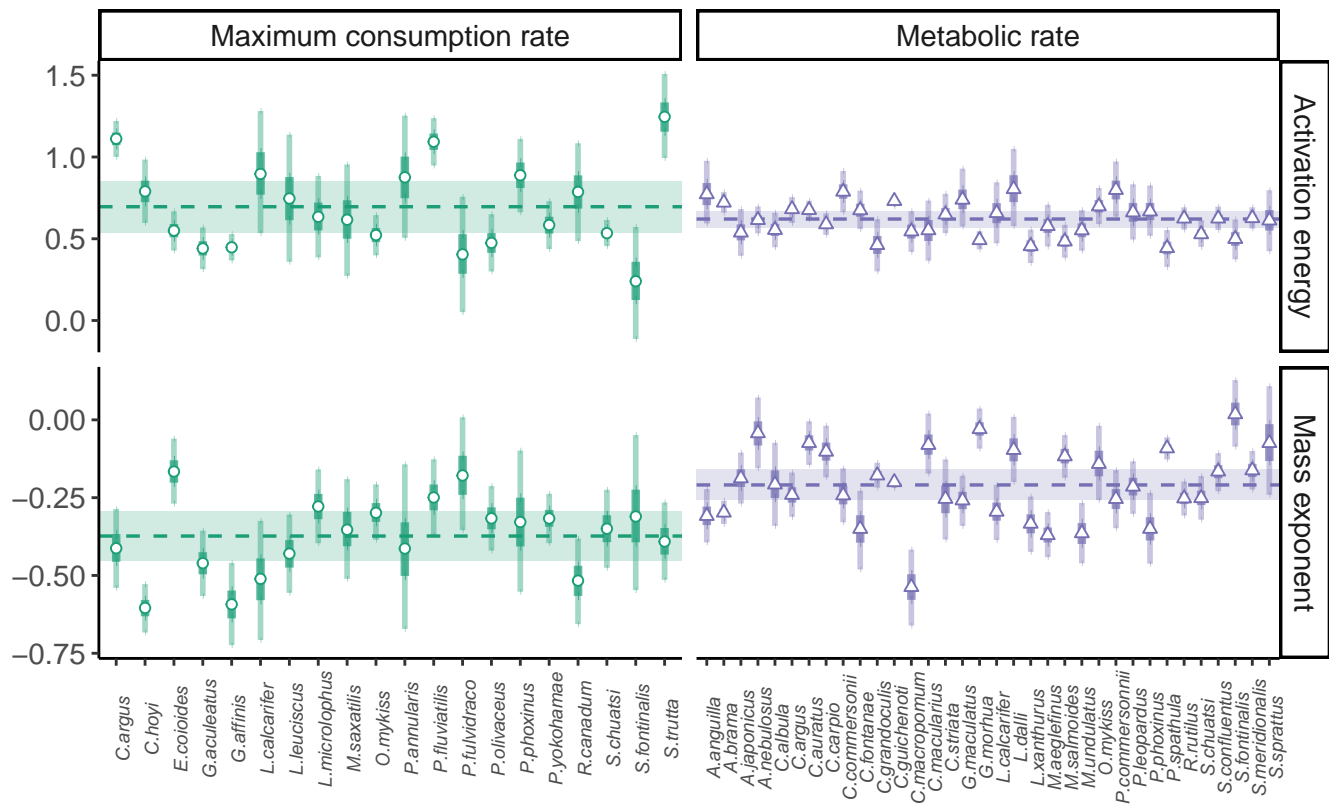 Maximum consumption rate
Metabolic rate
1.5
1.0
0.5
0.0
Activation energy
0.00
−0.25
−0.50
−0.75
Mass exponent
C.argus
C.hoyi
E.coioides
G.aculeatus
G.affinis
L.calcarifer
L.leuciscus
L.microlophus
M.saxatilis
O.mykiss
P.annularis
P.fluviatilis
P.fulvidraco
P.olivaceus
P.phoxinus
P.yokohamae
R.canadum
S.chuatsi
S.fontinalis
S.trutta
A.anguilla
A.brama
A.japonicus
A.nebulosus
C.albula
C.argus
C.auratus
C.carpio
C.commersonii
C.fontanae
C.grandoculis
C.guichenoti
C.macropomum
C.macularius
C.striata
G.maculatus
G.morhua
L.calcarifer
L.dalli
L.xanthurus
M.aeglefinus
M.salmoides
M.undulatus
O.mykiss
P.commersonnii
P.leopardus
P.phoxinus
P.spathula
R.rutilus
S.chuatsi
S.confluentus
S.fontinalis
S.meridionalis
S.sprattus